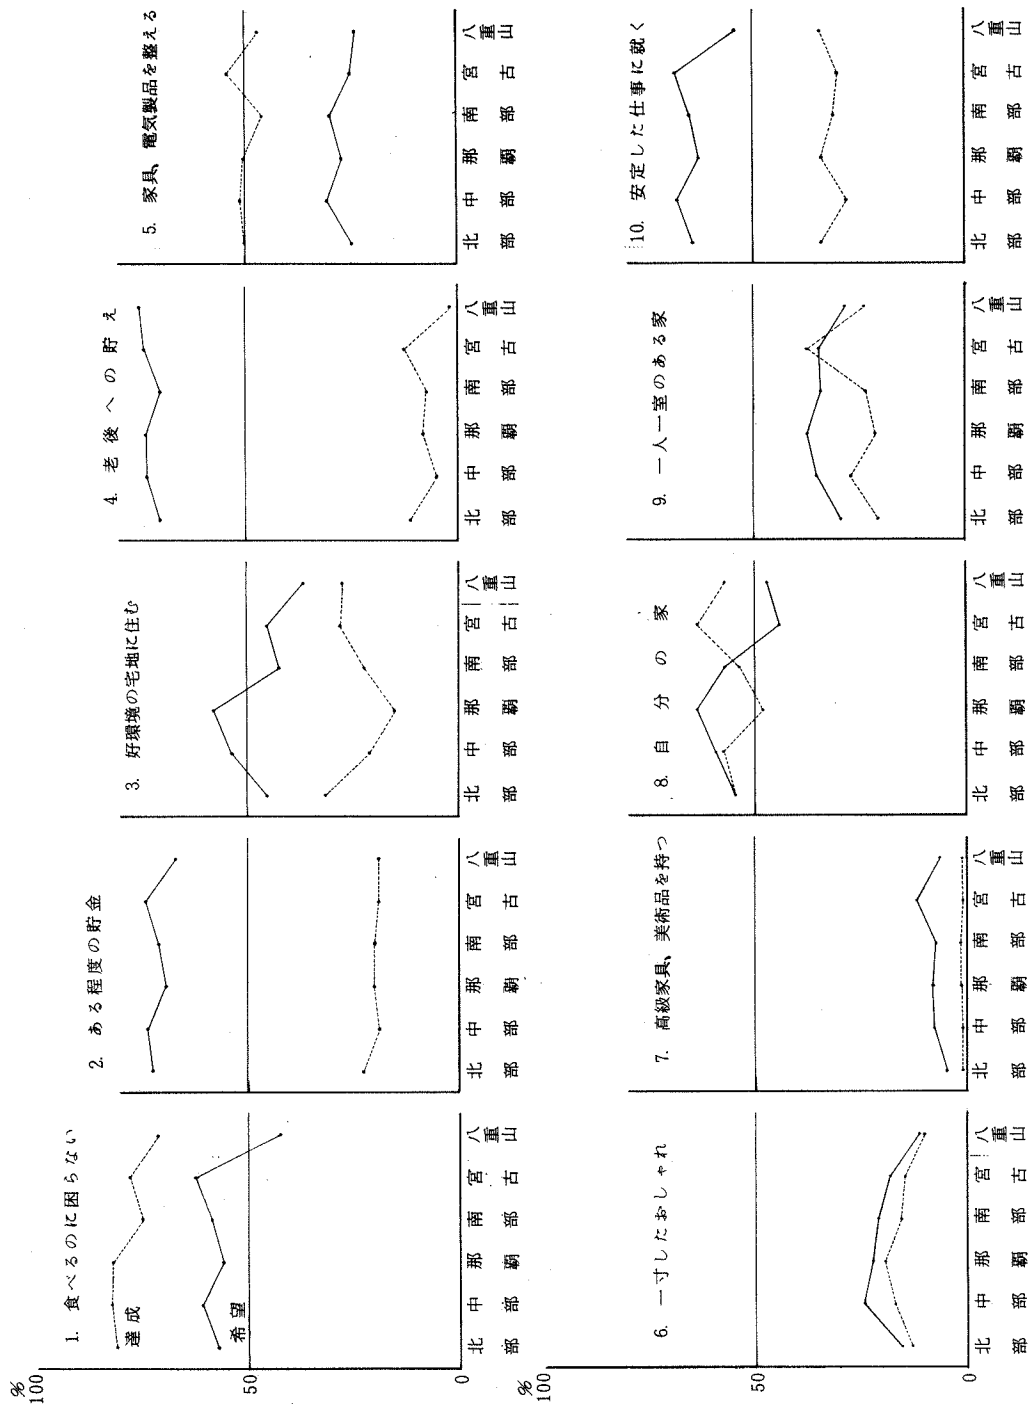 %
100
50
0
1. 食べるのに困らない
達成
希望
北部 中部 那覇 南部 宮古 八重山
2. ある程度の貯金
北部 中部 那覇 南部 宮古 八重山
3. 好環境の宅地に住む
北部 中部 那覇 南部 宮古 八重山
4. 老後への貯え
北部 中部 那覇 南部 宮古 八重山
5. 家具、電気製品を整える
北部 中部 那覇 南部 宮古 八重山
%
100
50
0
6. 一寸したおしゃれ
北部 中部 那覇 南部 宮古 八重山
7. 高級家具、美術品を持つ
北部 中部 那覇 南部 宮古 八重山
8. 自分の家
北部 中部 那覇 南部 宮古 八重山
9. 一人一室のある家
北部 中部 那覇 南部 宮古 八重山
10. 安定した仕事に就く
北部 中部 那覇 南部 宮古 八重山